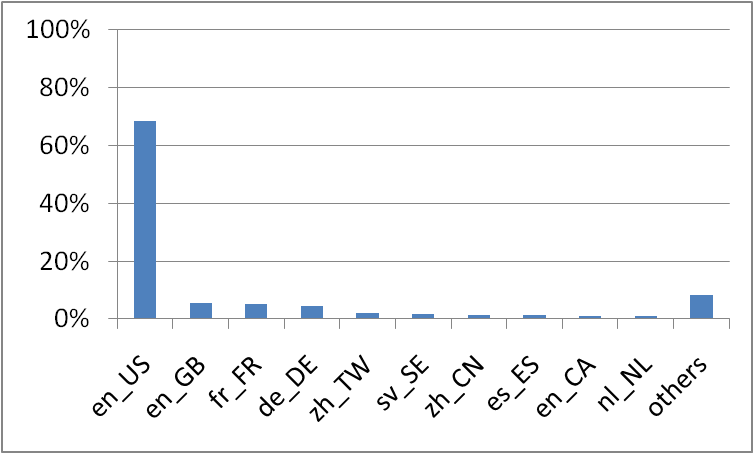 100%
80%
60%
40%
20%
0%
en_US
en_GB
fr_FR
de_DE
zh_TW
sv_SE
zh_CN
es_ES
en_CA
nl_NL
others